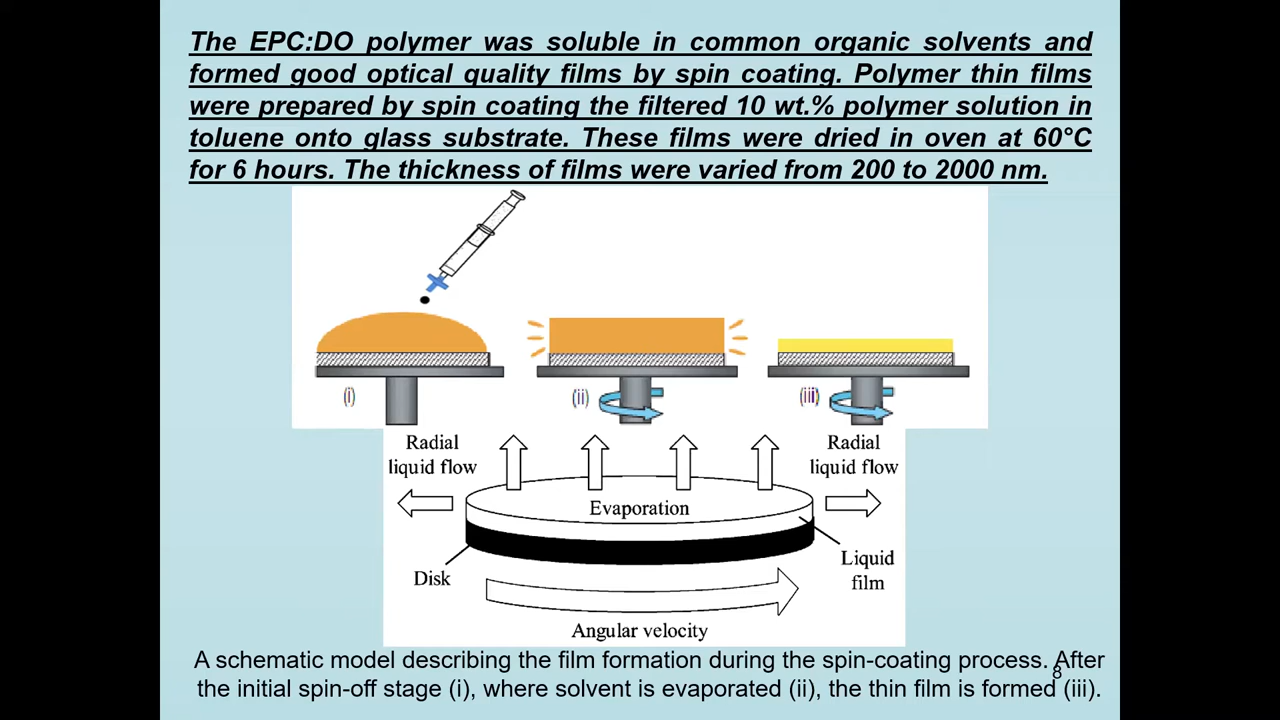 The EPC:DO polymer was soluble in common organic solvents and
formed good optical quality films by spin coating. Polymer thin films
were prepared by spin coating the filtered 10 wt.% polymer solution in
toluene onto glass substrate. These films were dried in oven at 60°C
for 6 hours. The thickness of films were varied from 200 to 2000 nm.
(i)
(ii)
(iii)
Radial
liquid flow
Radial
liquid flow
Evaporation
Disk
Liquid
film
Angular velocity
A schematic model describing the film formation during the spin-coating process. After
the initial spin-off stage (i), where solvent is evaporated (ii), the thin film is formed (iii).
8